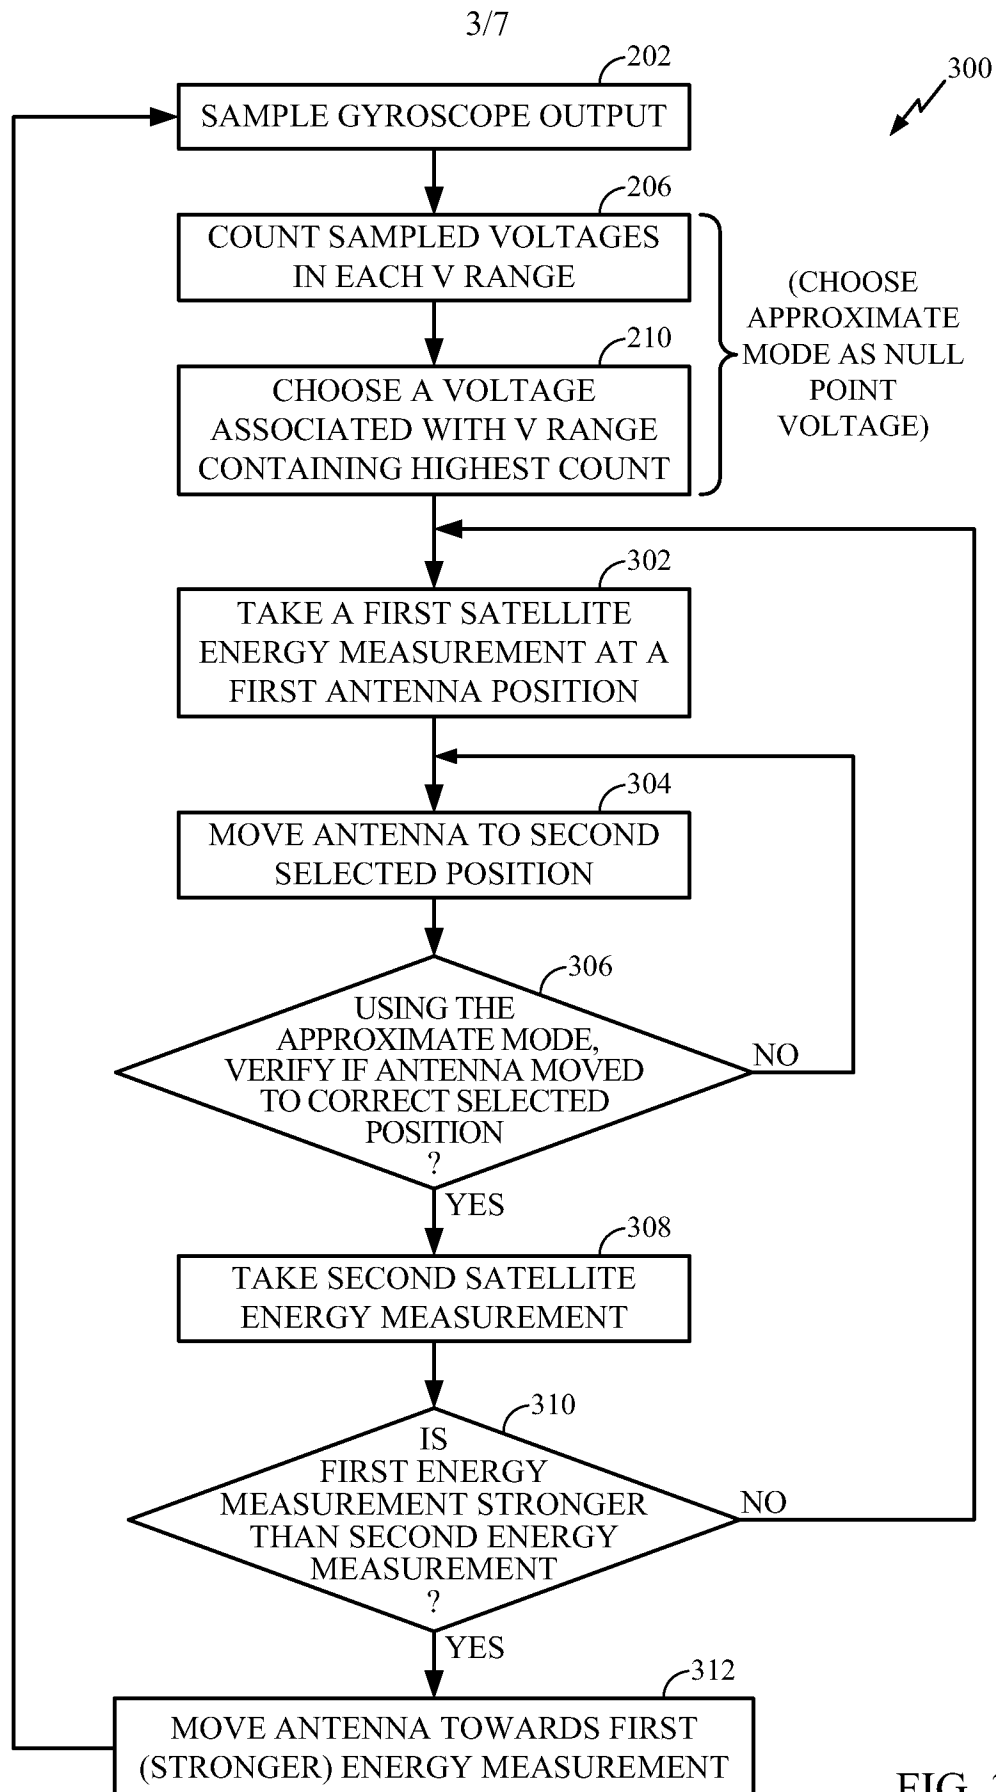 3/7
202
300
SAMPLE GYROSCOPE OUTPUT
206
COUNT SAMPLED VOLTAGES
IN EACH V RANGE
(CHOOSE
APPROXIMATE
MODE AS NULL
POINT
VOLTAGE)
210
CHOOSE A VOLTAGE
ASSOCIATED WITH V RANGE
CONTAINING HIGHEST COUNT
302
TAKE A FIRST SATELLITE
ENERGY MEASUREMENT AT A
FIRST ANTENNA POSITION
304
MOVE ANTENNA TO SECOND
SELECTED POSITION
306
USING THE
APPROXIMATE MODE,
VERIFY IF ANTENNA MOVED
TO CORRECT SELECTED
POSITION
?
NO
YES
308
TAKE SECOND SATELLITE
ENERGY MEASUREMENT
310
IS
FIRST ENERGY
MEASUREMENT STRONGER
THAN SECOND ENERGY
MEASUREMENT
?
NO
YES
312
MOVE ANTENNA TOWARDS FIRST
(STRONGER) ENERGY MEASUREMENT
FIG.